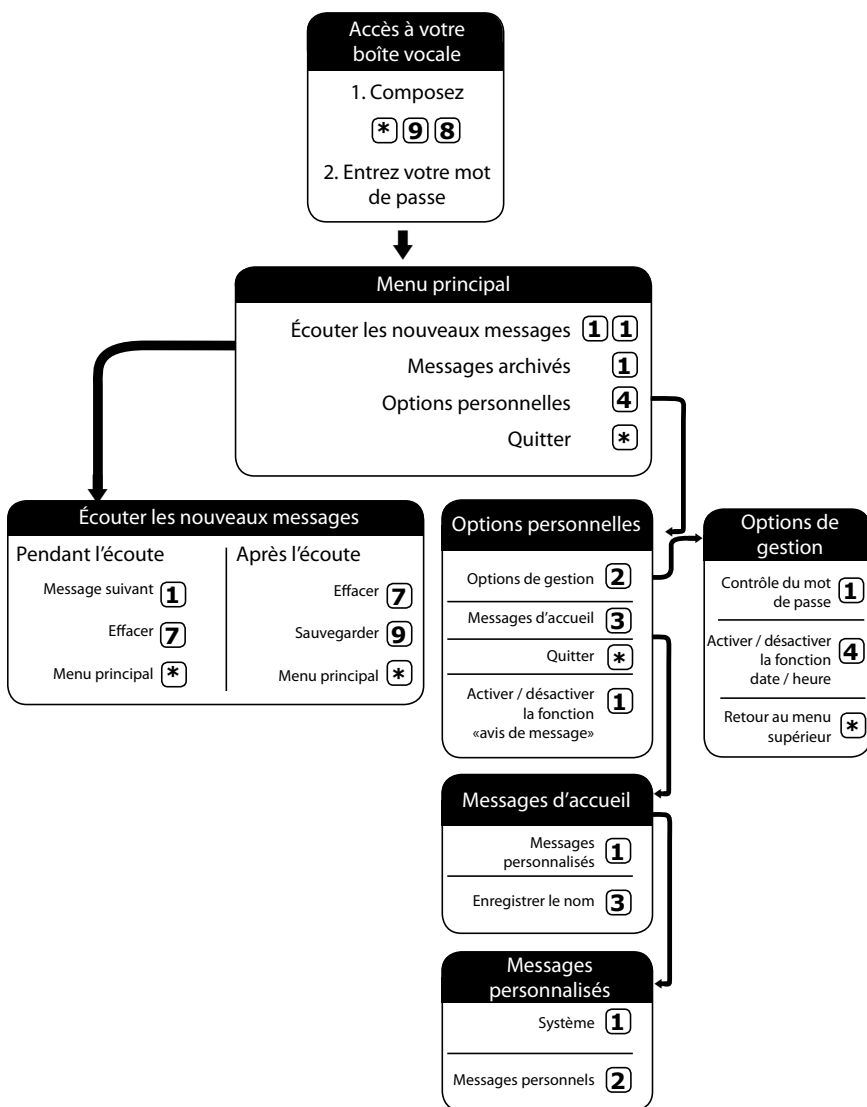 Accès à votre
boîte vocale
1. Composez
* 9 8
2. Entrez votre mot
de passe
Menu principal
Écouter les nouveaux messages 1 1
Messages archivés 1
Options personnelles 4
Quitter *
Écouter les nouveaux messages
Pendant l'écoute
Message suivant 1
Effacer 7
Menu principal *
Après l'écoute
Effacer 7
Sauvegarder 9
Menu principal *
Options personnelles
Options de gestion 2
Messages d'accueil 3
Quitter *
Activer / désactiver
la fonction 1
«avis de message»
Options de
gestion
Contrôle du mot
de passe 1
Activer / désactiver
la fonction 4
date / heure
Retour au menu
supérieur *
Messages d'accueil
Messages
personnalisés 1
Enregistrer le nom 3
Messages
personnalisés
Système 1
Messages personnels 2